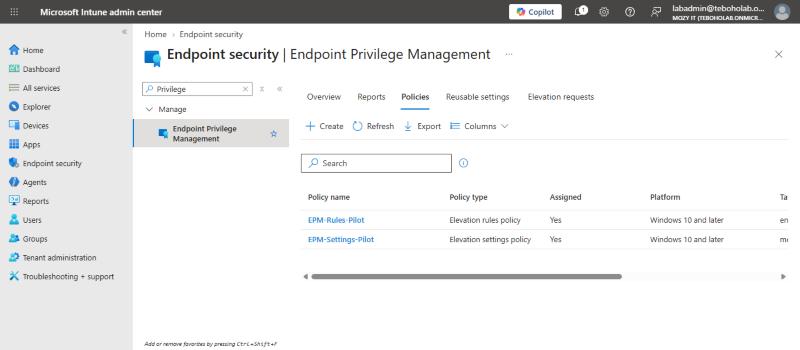 Microsoft Intune admin center
Copilot
1
labadmin@teboholab.o...
MOZY IT (TEBOHOLAB.ONMICR...
Home
Dashboard
All services
Explorer
Devices
Apps
Endpoint security
Agents
Reports
Users
Groups
Tenant administration
Troubleshooting + support
Home > Endpoint security
Endpoint security | Endpoint Privilege Management ...
Privilege
Manage
Endpoint Privilege
Management
Add or remove favorites by pressing Ctrl+Shift+F
Overview Reports Policies Reusable settings Elevation requests
Create Refresh Export Columns
Search
Policy name Policy type Assigned Platform Ta
EPM-Rules-Pilot Elevation rules policy Yes Windows 10 and later en
EPM-Settings-Pilot Elevation settings policy Yes Windows 10 and later